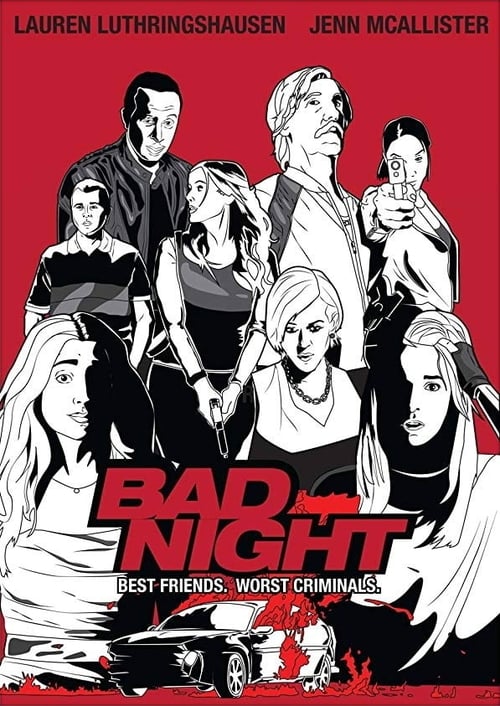 LAUREN LUTHRINGSHAUSEN JENN MCALLISTER
BAD
NIGHT
BEST FRIENDS. WORST CRIMINALS.